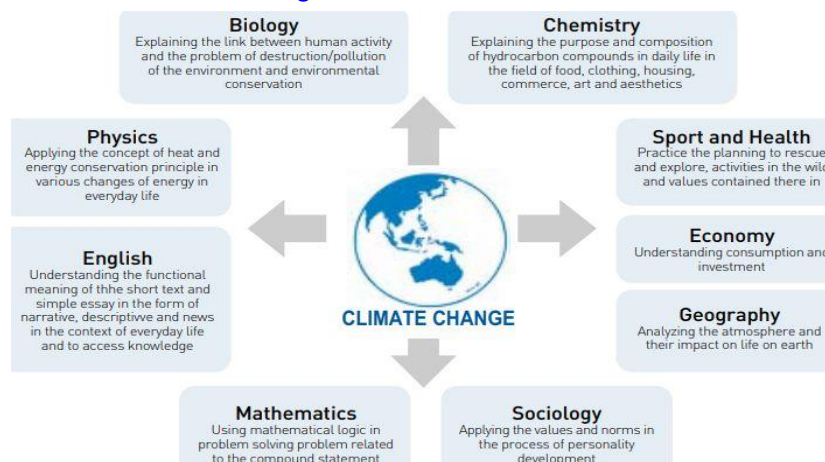 Biology
Explaining the link between human activity
and the problem of destruction/pollution
of the environment and environmental
conservation
Chemistry
Explaining the purpose and composition
of hydrocarbon compounds in daily life in
the field of food, clothing, housing,
commerce, art and aesthetics
Physics
Applying the concept of heat and
energy conservation principle in
various changes of energy in
everyday life
Sport and Health
Practice the planning to rescue
and explore, activities in the wild
and values contained there in
English
Understanding the functional
meaning of thhe short text and
simple essay in the form of
narrative, descriptivve and news
in the context of everyday life
and to access knowledge
Economy
Understanding consumption and
investment
Geography
Analyzing the atmosphere and
their impact on life on earth
CLIMATE CHANGE
Mathematics
Using mathematical logic in
problem solving problem related
to the compound statement
Sociology
Applying the values and norms in
the process of personality
development